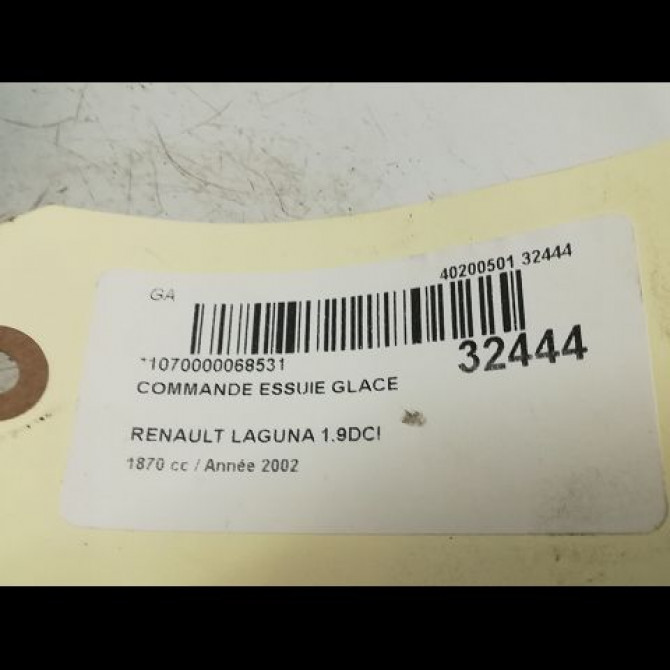 GA
40200501 32444
*1070000068531
32444
COMMANDE ESSUIE GLACE
RENAULT LAGUNA 1.9DCI
1870 cc / Année 2002